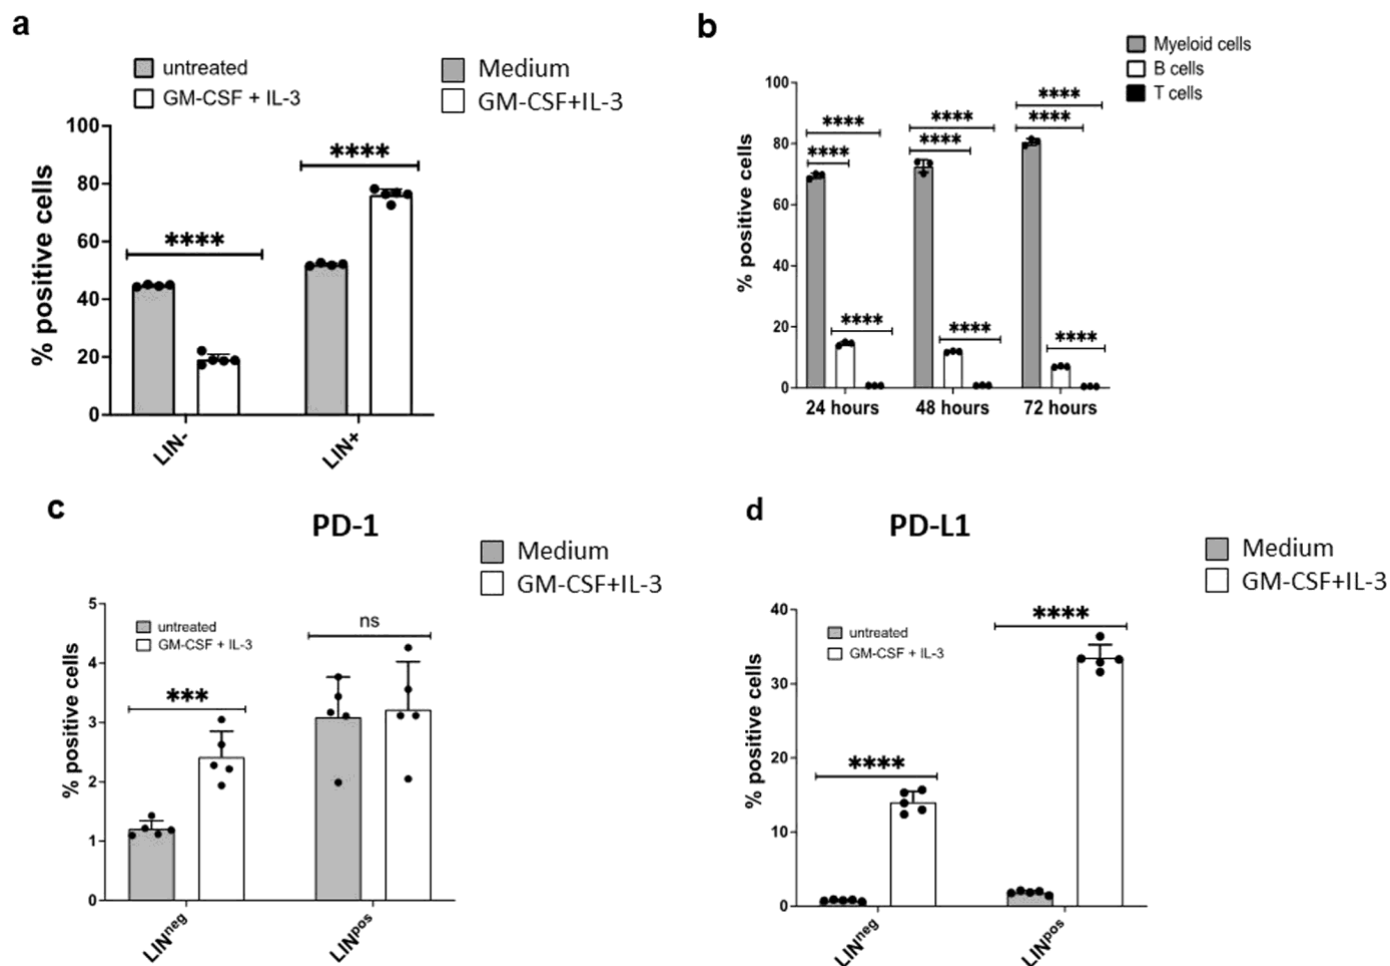 a
untreated
GM-CSF + IL-3
Medium
GM-CSF+IL-3
% positive cells
100
80
60
40
20
0
****
****
LIN-
LIN+
b
Myeloid cells
B cells
T cells
% positive cells
100
80
60
40
20
0
****
****
****
****
****
****
****
****
****
24 hours
48 hours
72 hours
c
PD-1
Medium
GM-CSF+IL-3
untreated
GM-CSF + IL-3
% positive cells
5
4
3
2
1
0
***
ns
LINneg
LINpos
d
PD-L1
Medium
GM-CSF+IL-3
untreated
GM-CSF + IL-3
% positive cells
40
30
20
10
0
****
****
LINneg
LINpos